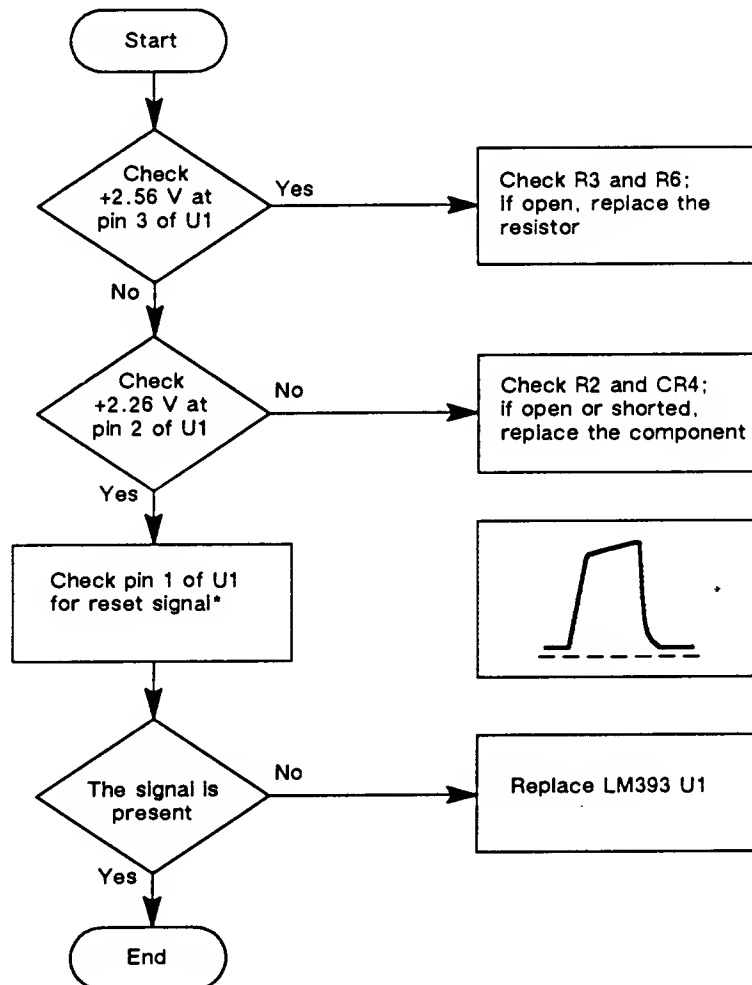 Start
Check
+2.56 V at
pin 3 of U1
Yes
Check R3 and R6;
if open, replace the
resistor
No
Check
+2.26 V at
pin 2 of U1
No
Check R2 and CR4;
if open or shorted,
replace the component
Yes
Check pin 1 of U1
for reset signal*
*
The signal is
present
No
Replace LM393 U1
Yes
End